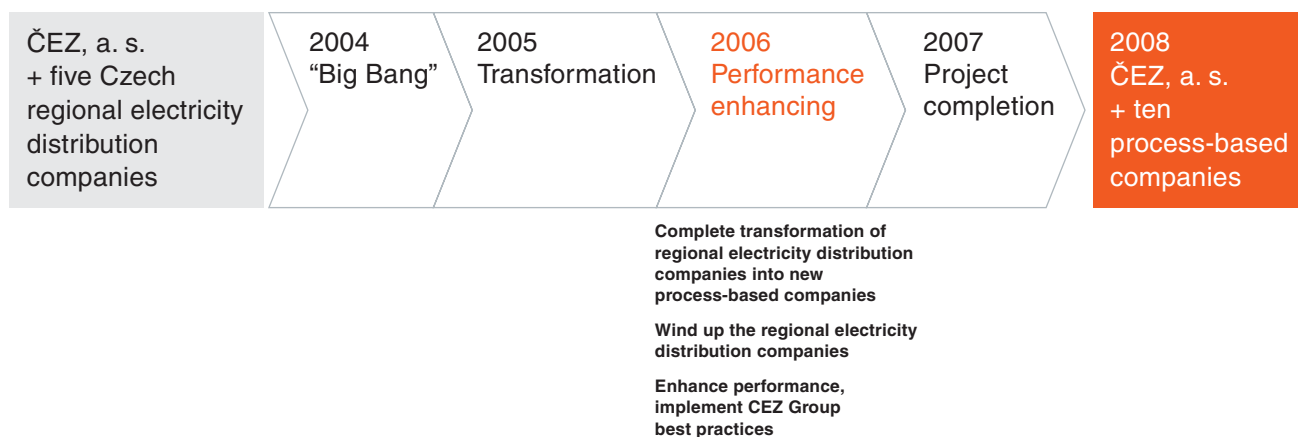 ČEZ, a. s.
+ five Czech
regional electricity
distribution
companies
2004
“Big Bang”
2005
Transformation
2006
Performance
enhancing
2007
Project
completion
2008
ČEZ, a. s.
+ ten
process-based
companies
Complete transformation of
regional electricity distribution
companies into new
process-based companies
Wind up the regional electricity
distribution companies
Enhance performance,
implement CEZ Group
best practices